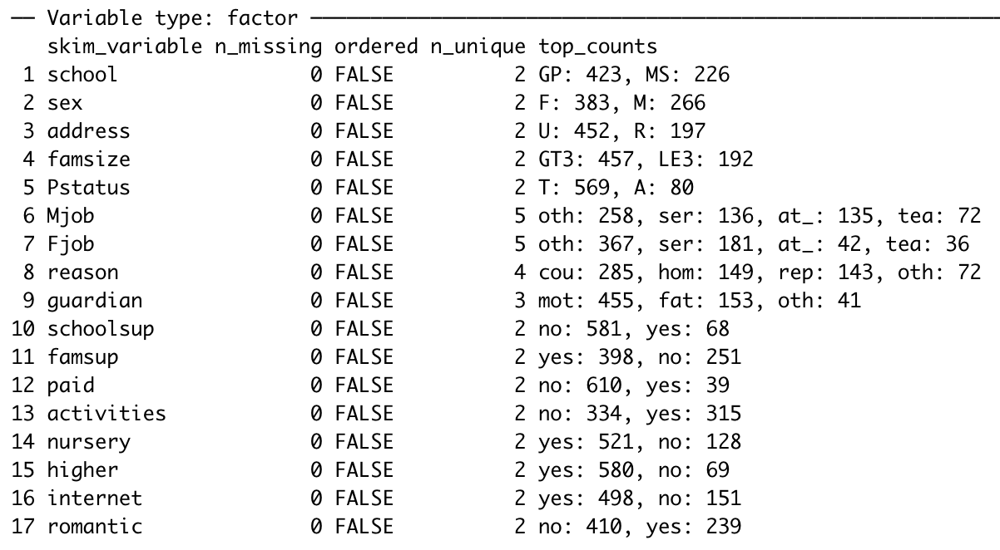 ── Variable type: factor ──────────────────────────────
   skim_variable n_missing ordered n_unique top_counts
 1 school                0 FALSE          2 GP: 423, MS: 226
 2 sex                   0 FALSE          2 F: 383, M: 266
 3 address               0 FALSE          2 U: 452, R: 197
 4 famsize               0 FALSE          2 GT3: 457, LE3: 192
 5 Pstatus               0 FALSE          2 T: 569, A: 80
 6 Mjob                  0 FALSE          5 oth: 258, ser: 136, at_: 135, tea: 72
 7 Fjob                  0 FALSE          5 oth: 367, ser: 181, at_: 42, tea: 36
 8 reason                0 FALSE          4 cou: 285, hom: 149, rep: 143, oth: 72
 9 guardian              0 FALSE          3 mot: 455, fat: 153, oth: 41
10 schoolsup             0 FALSE          2 no: 581, yes: 68
11 famsup                0 FALSE          2 yes: 398, no: 251
12 paid                  0 FALSE          2 no: 610, yes: 39
13 activities            0 FALSE          2 no: 334, yes: 315
14 nursery               0 FALSE          2 yes: 521, no: 128
15 higher                0 FALSE          2 yes: 580, no: 69
16 internet              0 FALSE          2 yes: 498, no: 151
17 romantic              0 FALSE          2 no: 410, yes: 239